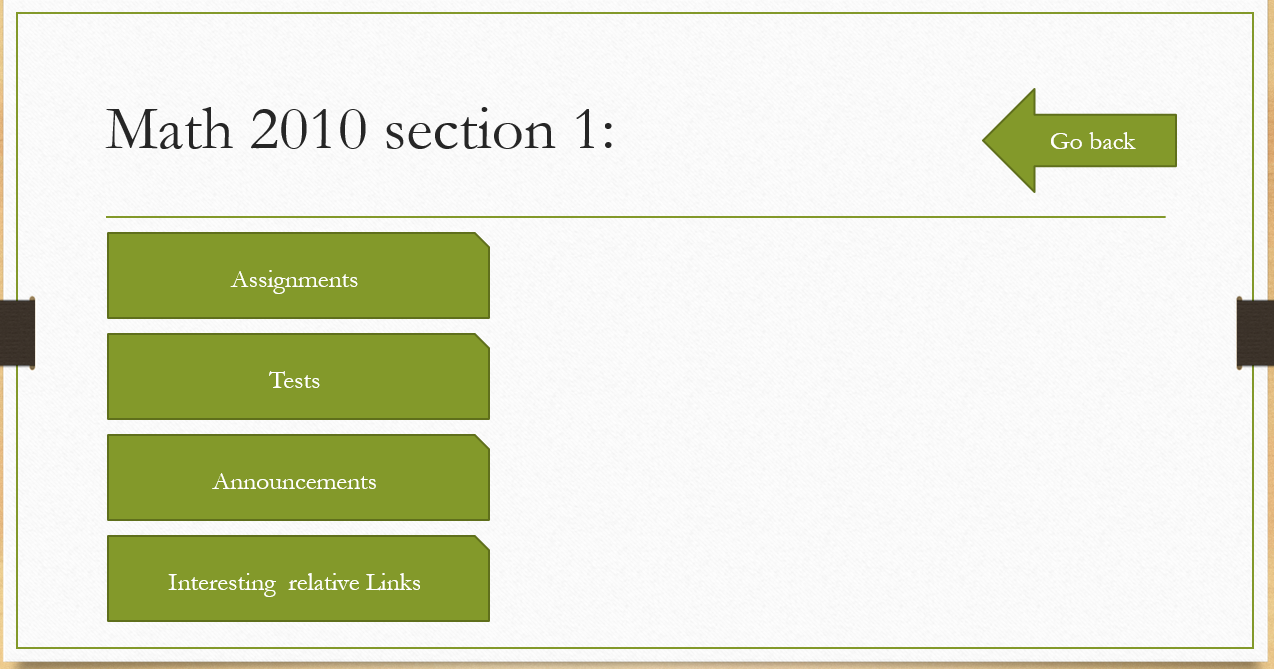 Math 2010 section 1:
Go back
Assignments
Tests
Announcements
Interesting  relative Links